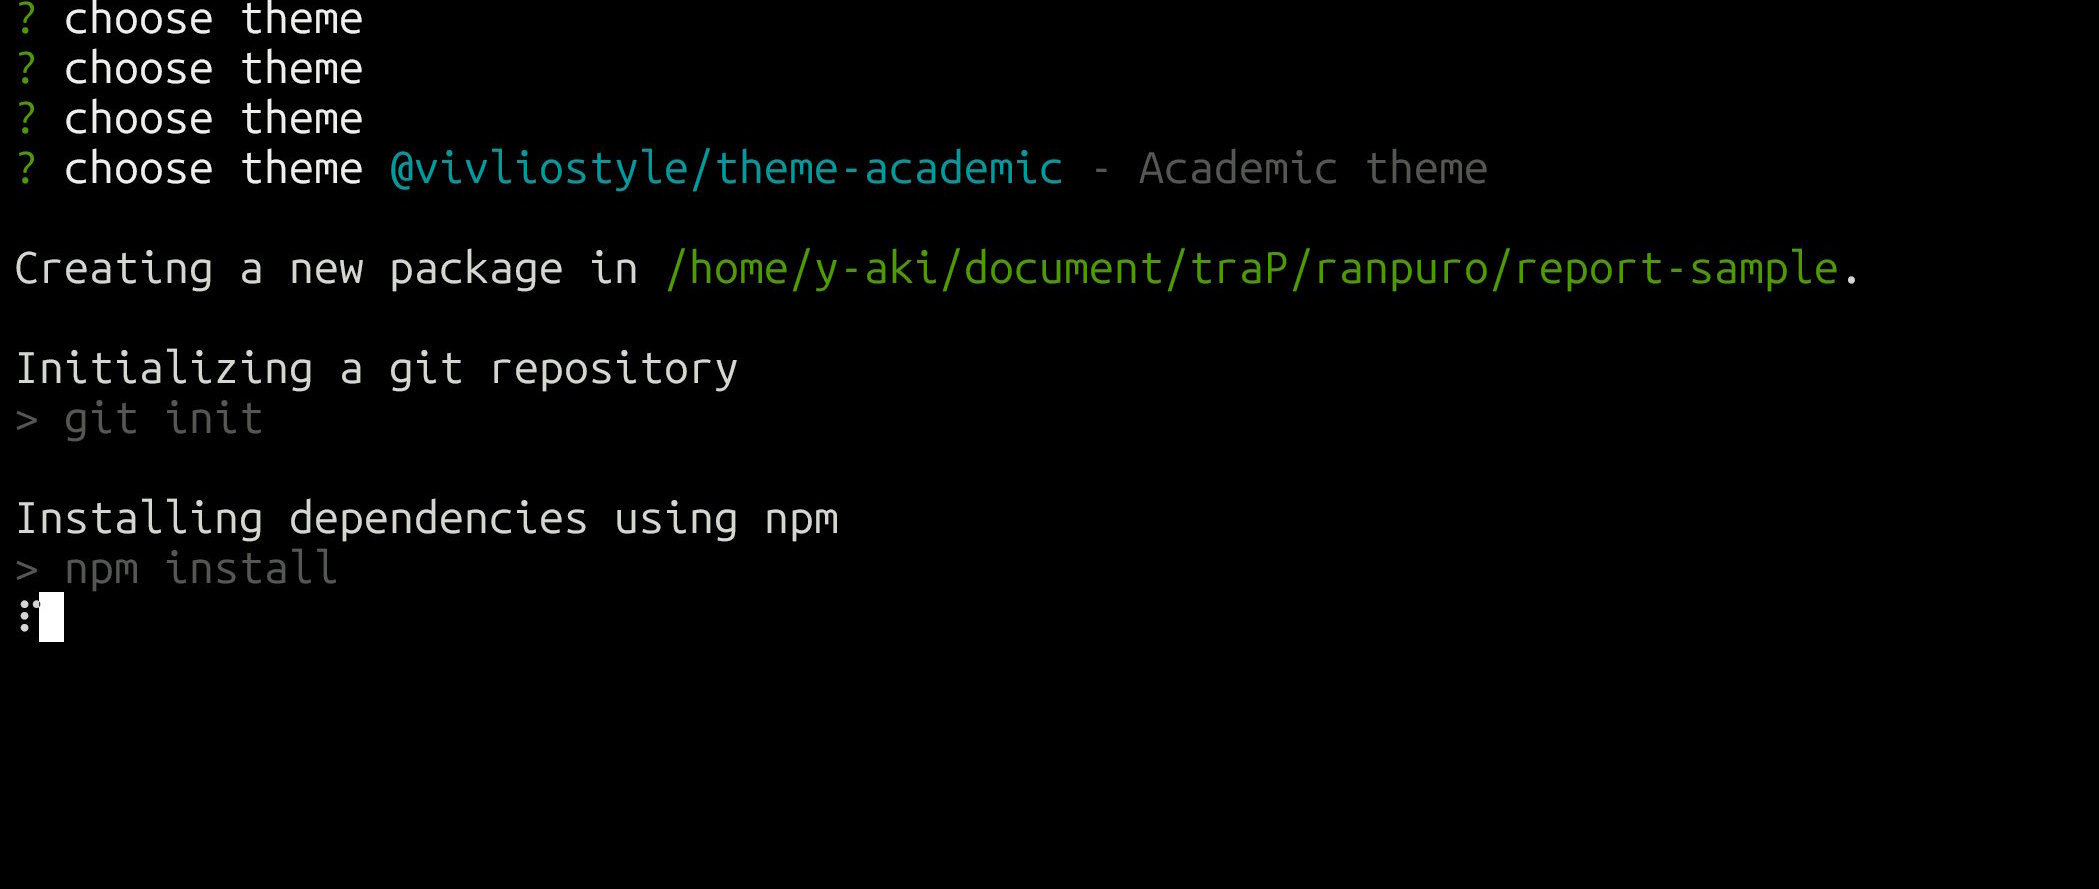 ? choose theme
? choose theme
? choose theme
? choose theme @vivliostyle/theme-academic - Academic theme
Creating a new package in /home/y-aki/document/traP/ranpuro/report-sample.
Initializing a git repository
> git init
Installing dependencies using npm
> npm install